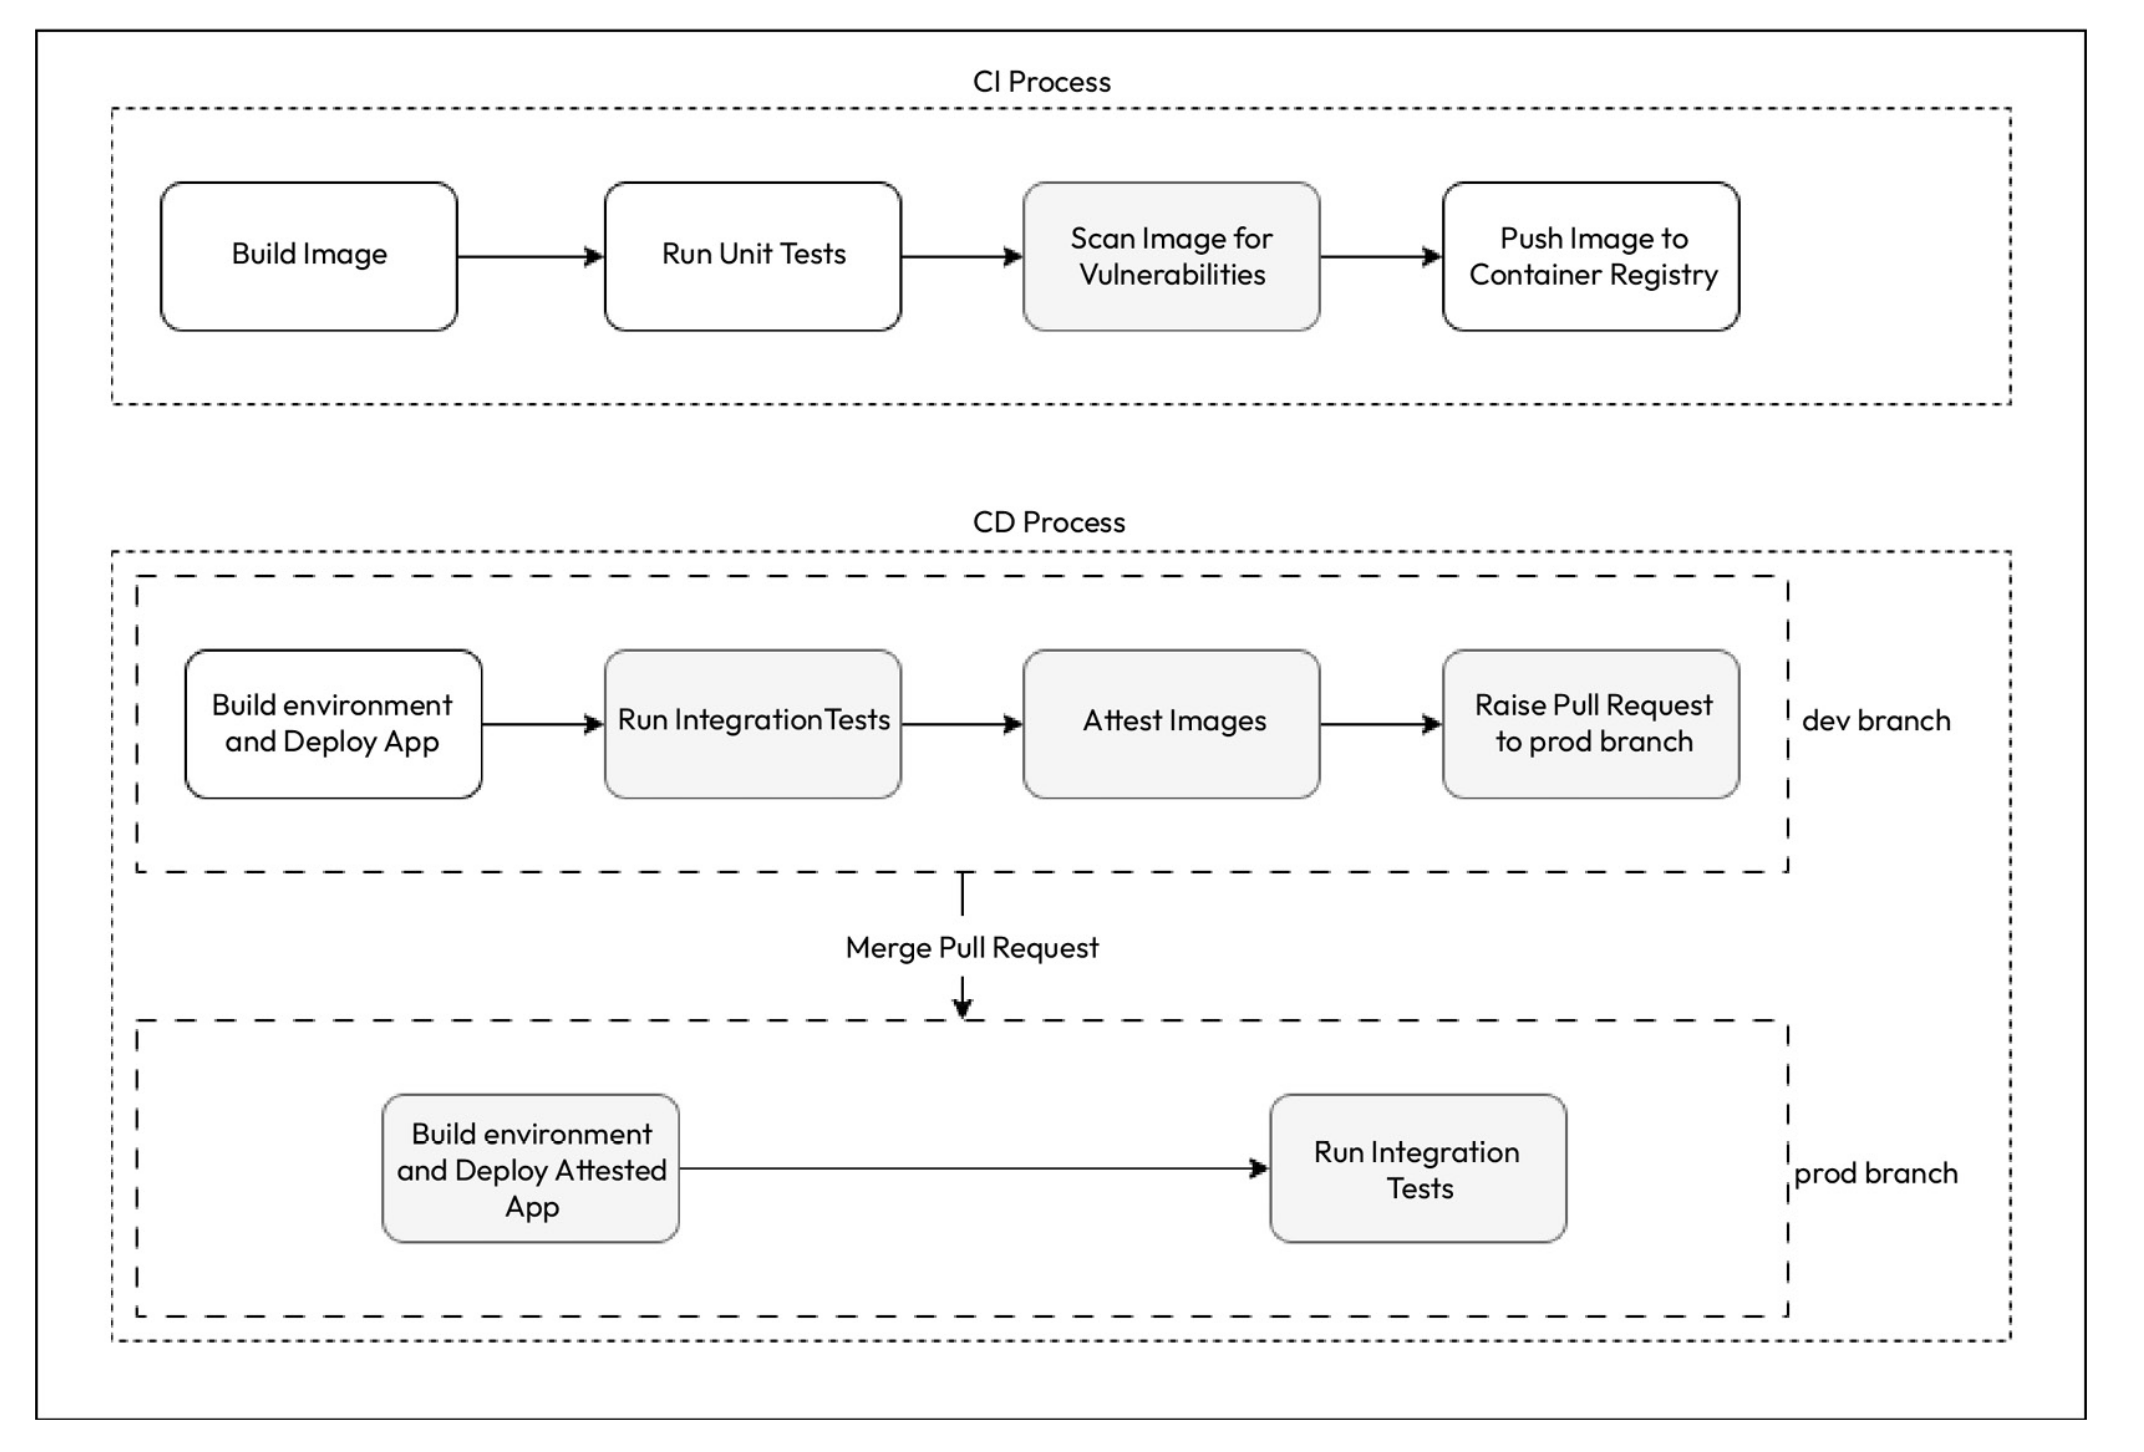 CI Process
Build Image
Run Unit Tests
Scan Image for
Vulnerabilities
Push Image to
Container Registry
CD Process
Build environment
and Deploy App
Run Integration Tests
Attest Images
Raise Pull Request
to prod branch
dev branch
Merge Pull Request
Build environment
and Deploy Attested
App
Run Integration
Tests
prod branch